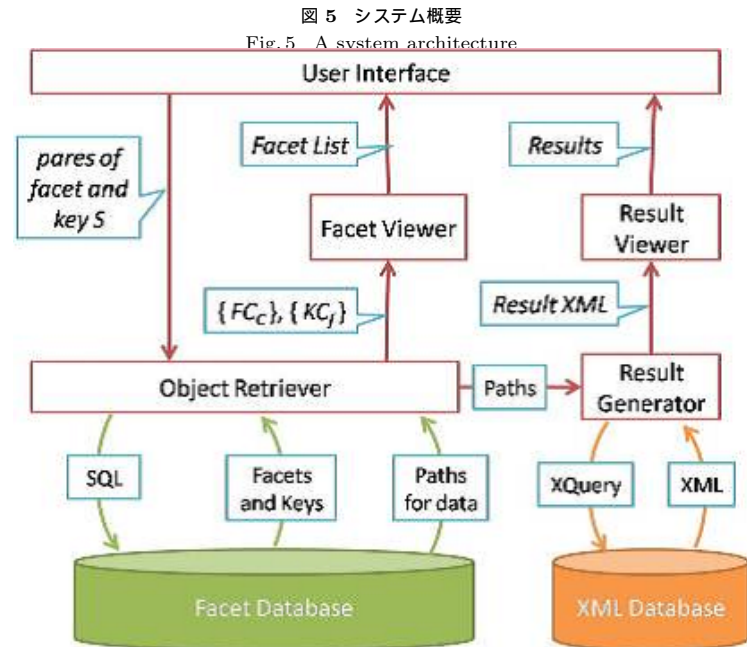 図 5 システム概要
Fig. 5 A system architecture
User Interface
pares of
facet and
key S
Facet List
Results
Facet Viewer
Result
Viewer
{ FCc }, { KCf }
Result XML
Object Retriever
Paths
Result
Generator
SQL
Facets
and Keys
Paths
for data
XQuery
XML
Facet Database
XML Database